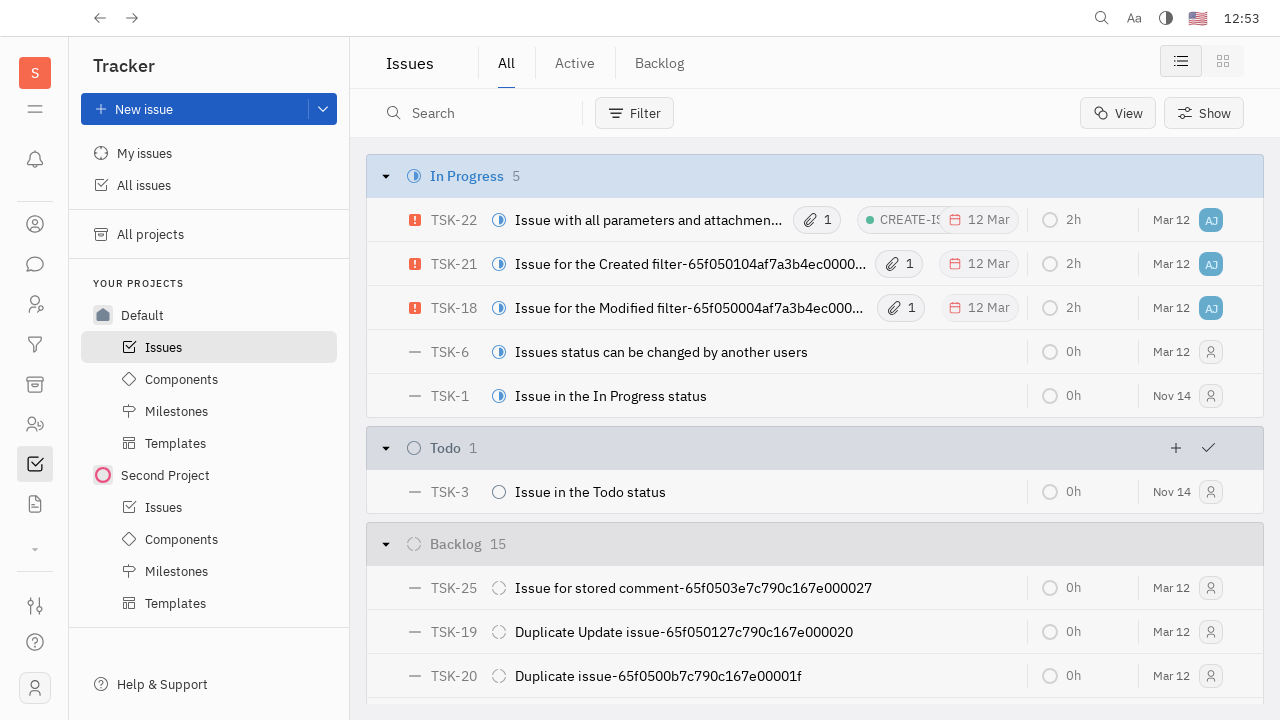 Aa
12:53
S
Tracker
New issue
My issues
All issues
All projects
YOUR PROJECTS
Default
Issues
Components
Milestones
Templates
Second Project
Issues
Components
Milestones
Templates
Help & Support
Issues
All
Active
Backlog
Search
Filter
View
Show
In Progress 5
TSK-22 Issue with all parameters and attachmen... 1 CREATE-IS 12 Mar 2h Mar 12 AJ
TSK-21 Issue for the Created filter-65f050104af7a3b4ec0000... 1 12 Mar 2h Mar 12 AJ
TSK-18 Issue for the Modified filter-65f050004af7a3b4ec000... 1 12 Mar 2h Mar 12 AJ
TSK-6 Issues status can be changed by another users 0h Mar 12
TSK-1 Issue in the In Progress status 0h Nov 14
Todo 1
TSK-3 Issue in the Todo status 0h Nov 14
Backlog 15
TSK-25 Issue for stored comment-65f0503e7c790c167e000027 0h Mar 12
TSK-19 Duplicate Update issue-65f050127c790c167e000020 0h Mar 12
TSK-20 Duplicate issue-65f0500b7c790c167e00001f 0h Mar 12